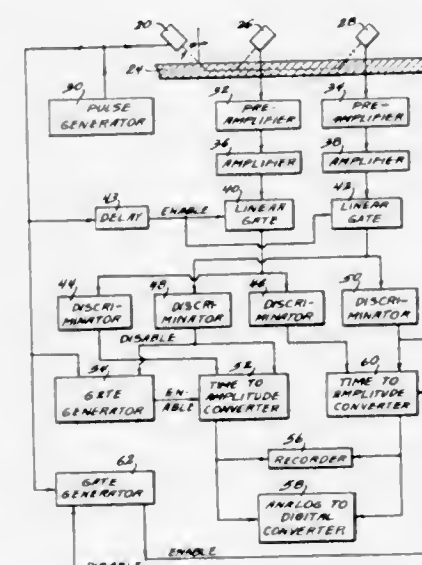 20
26
28
24
30
PULSE
GENERATOR
32
PRE-
AMPLIFIER
34
PRE-
AMPLIFIER
36
AMPLIFIER
38
AMPLIFIER
43
DELAY
ENABLE
40
LINEAR
GATE
42
LINEAR
GATE
44
DISCRI-
MINATOR
48
DISCRI-
MINATOR
46
DISCRI-
MINATOR
50
DISCRI-
MINATOR
DISABLE
54
GATE
GENERATOR
EN-
ABLE
52
TIME TO
AMPLITUDE
CONVERTER
60
TIME TO
AMPLITUDE
CONVERTER
56
RECORDER
58
ANALOG TO
DIGITAL
CONVERTER
62
GATE
GENERATOR
DISABLE
ENABLE